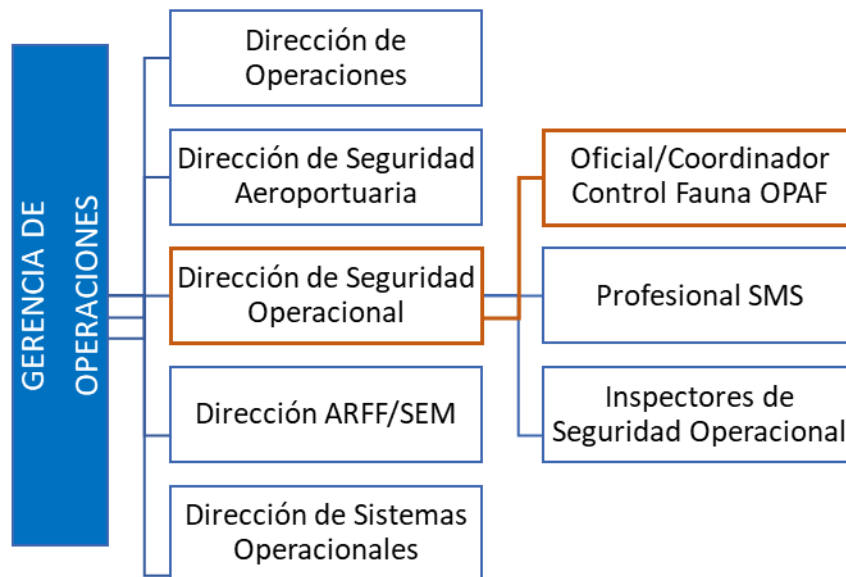 GERENCIA DE
OPERACIONES
Dirección de
Operaciones
Dirección de Seguridad
Aeroportuaria
Dirección de Seguridad
Operacional
Dirección ARFF/SEM
Dirección de Sistemas
Operacionales
Oficial/Coordinador
Control Fauna OPAF
Profesional SMS
Inspectores de
Seguridad Operacional